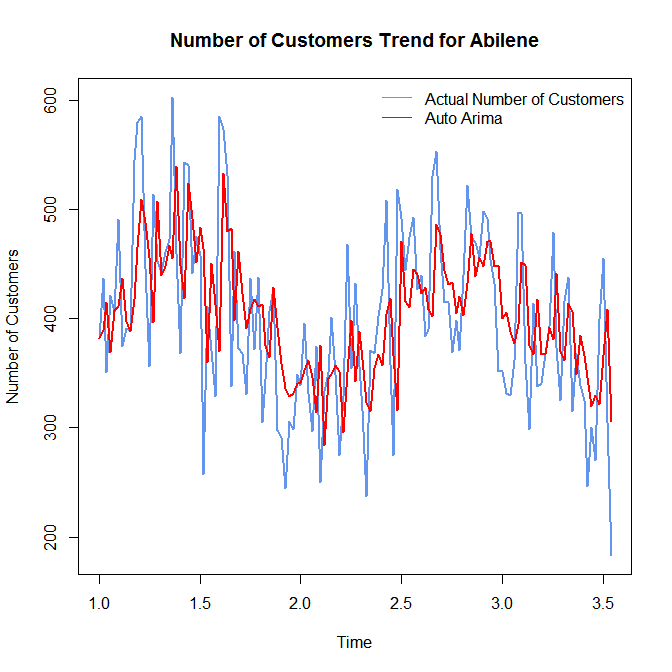 Number of Customers Trend for Abilene
Actual Number of Customers
Auto Arima
Number of Customers
600
500
400
300
200
1.0 1.5 2.0 2.5 3.0 3.5
Time